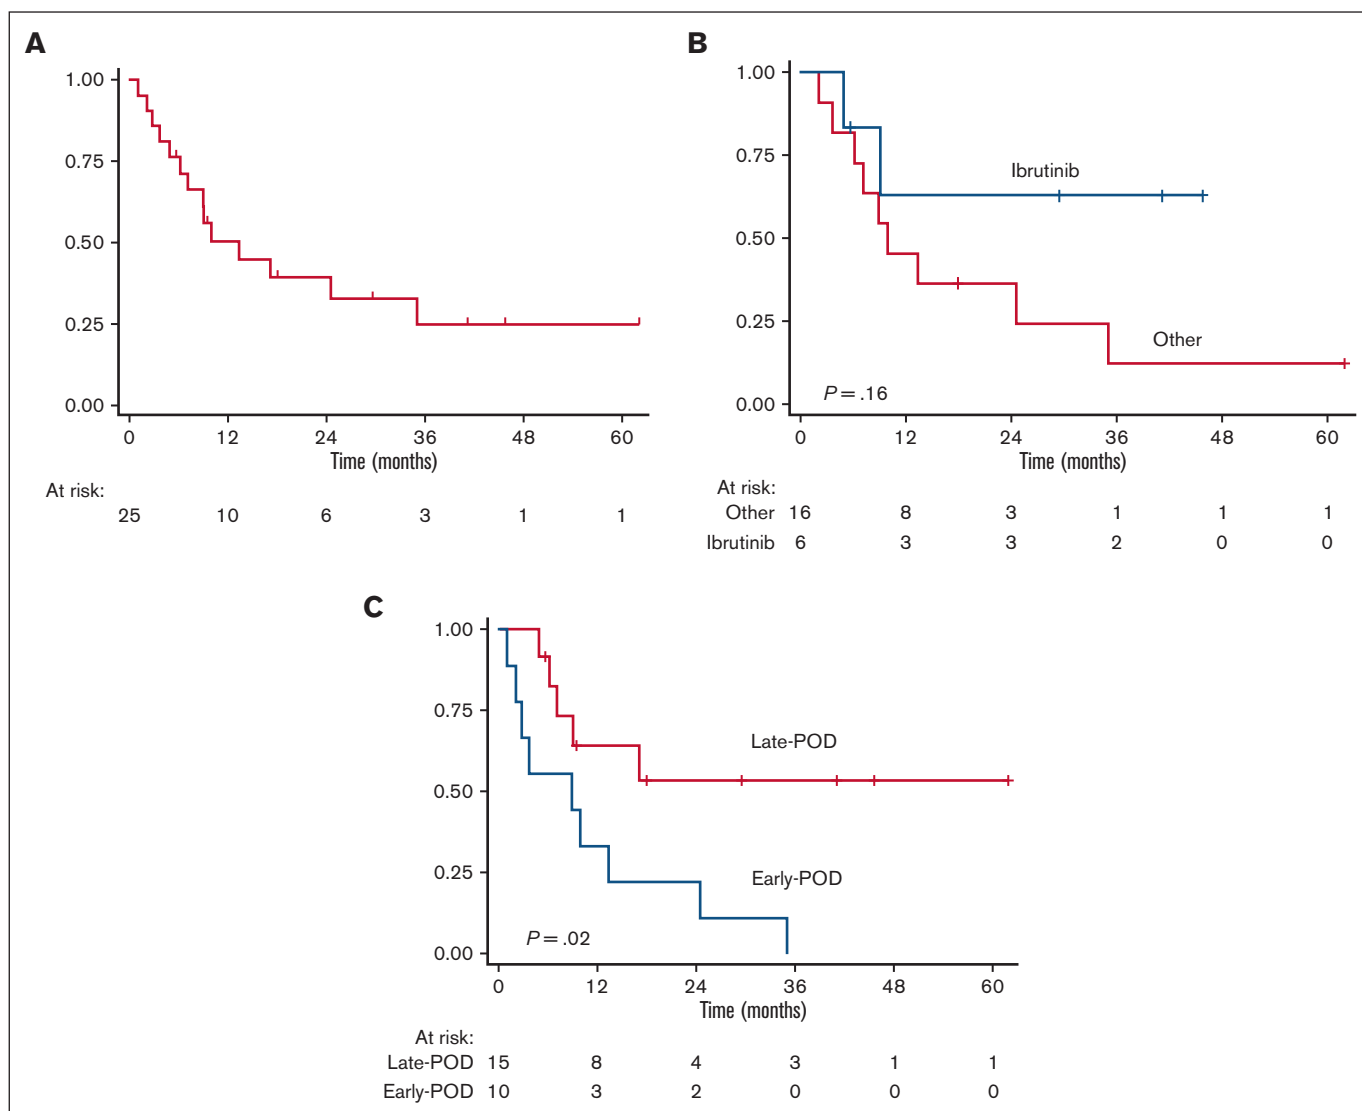 A
1.00
0.75
0.50
0.25
0.00
0 12 24 36 48 60
Time (months)
At risk:
25 10 6 3 1 1
B
1.00
0.75
0.50
0.25
0.00
Ibrutinib
Other
P = .16
0 12 24 36 48 60
Time (months)
At risk:
Other 16 8 3 1 1 1
Ibrutinib 6 3 3 2 0 0
C
1.00
0.75
0.50
0.25
0.00
Late-POD
Early-POD
P = .02
0 12 24 36 48 60
Time (months)
At risk:
Late-POD 15 8 4 3 1 1
Early-POD 10 3 2 0 0 0